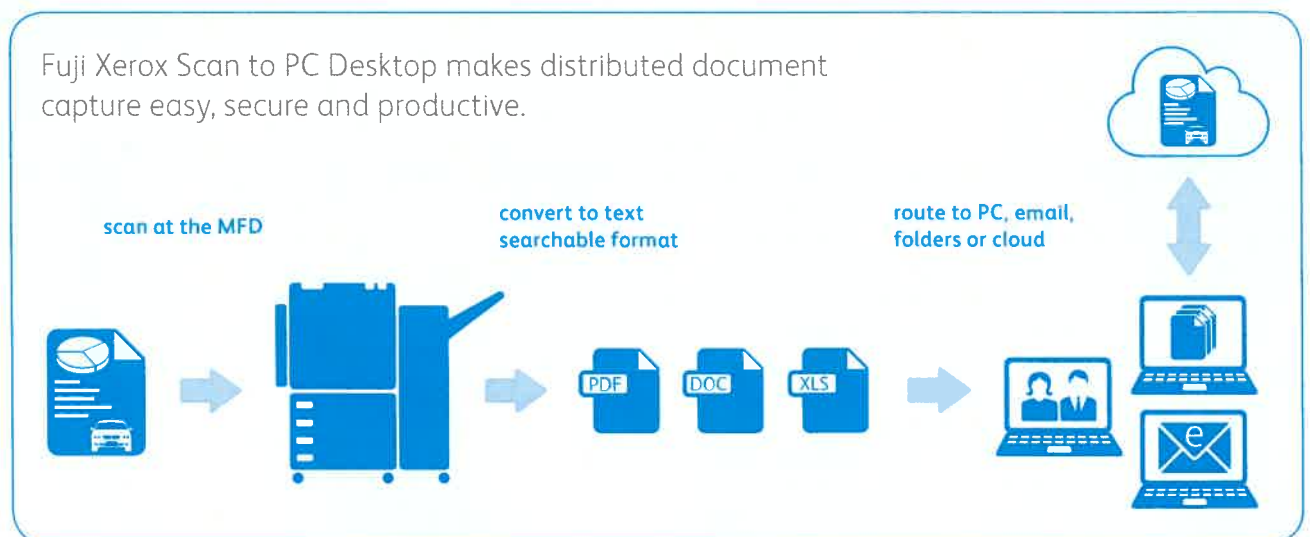 Fuji Xerox Scan to PC Desktop makes distributed document
capture easy, secure and productive.
scan at the MFD
convert to text
searchable format
route to PC, email,
folders or cloud
PDF
DOC
XLS
e